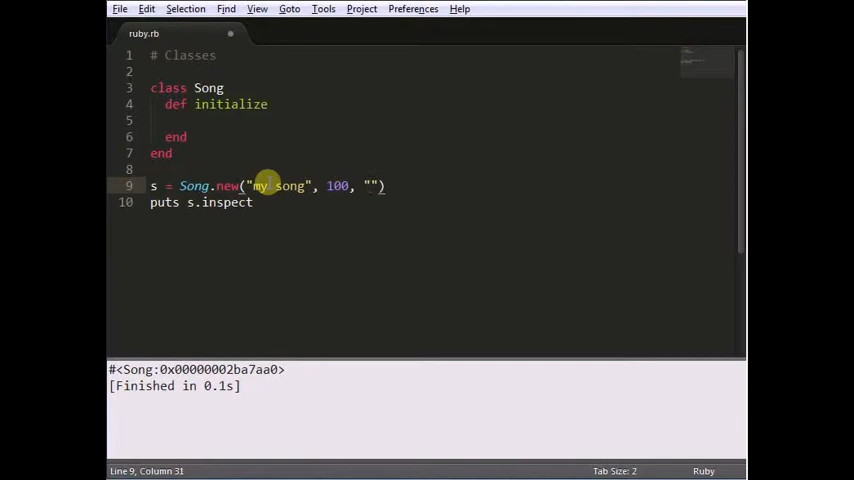 File Edit Selection Find View Goto Tools Project Preferences Help
ruby.rb
1 # Classes
2
3 class Song
4 def initialize
5
6 end
7 end
8
9 s = Song.new("my song", 100, "")
10 puts s.inspect
#<Song:0x00000002ba7aa0>
[Finished in 0.1s]
Line 9, Column 31 Tab Size: 2 Ruby